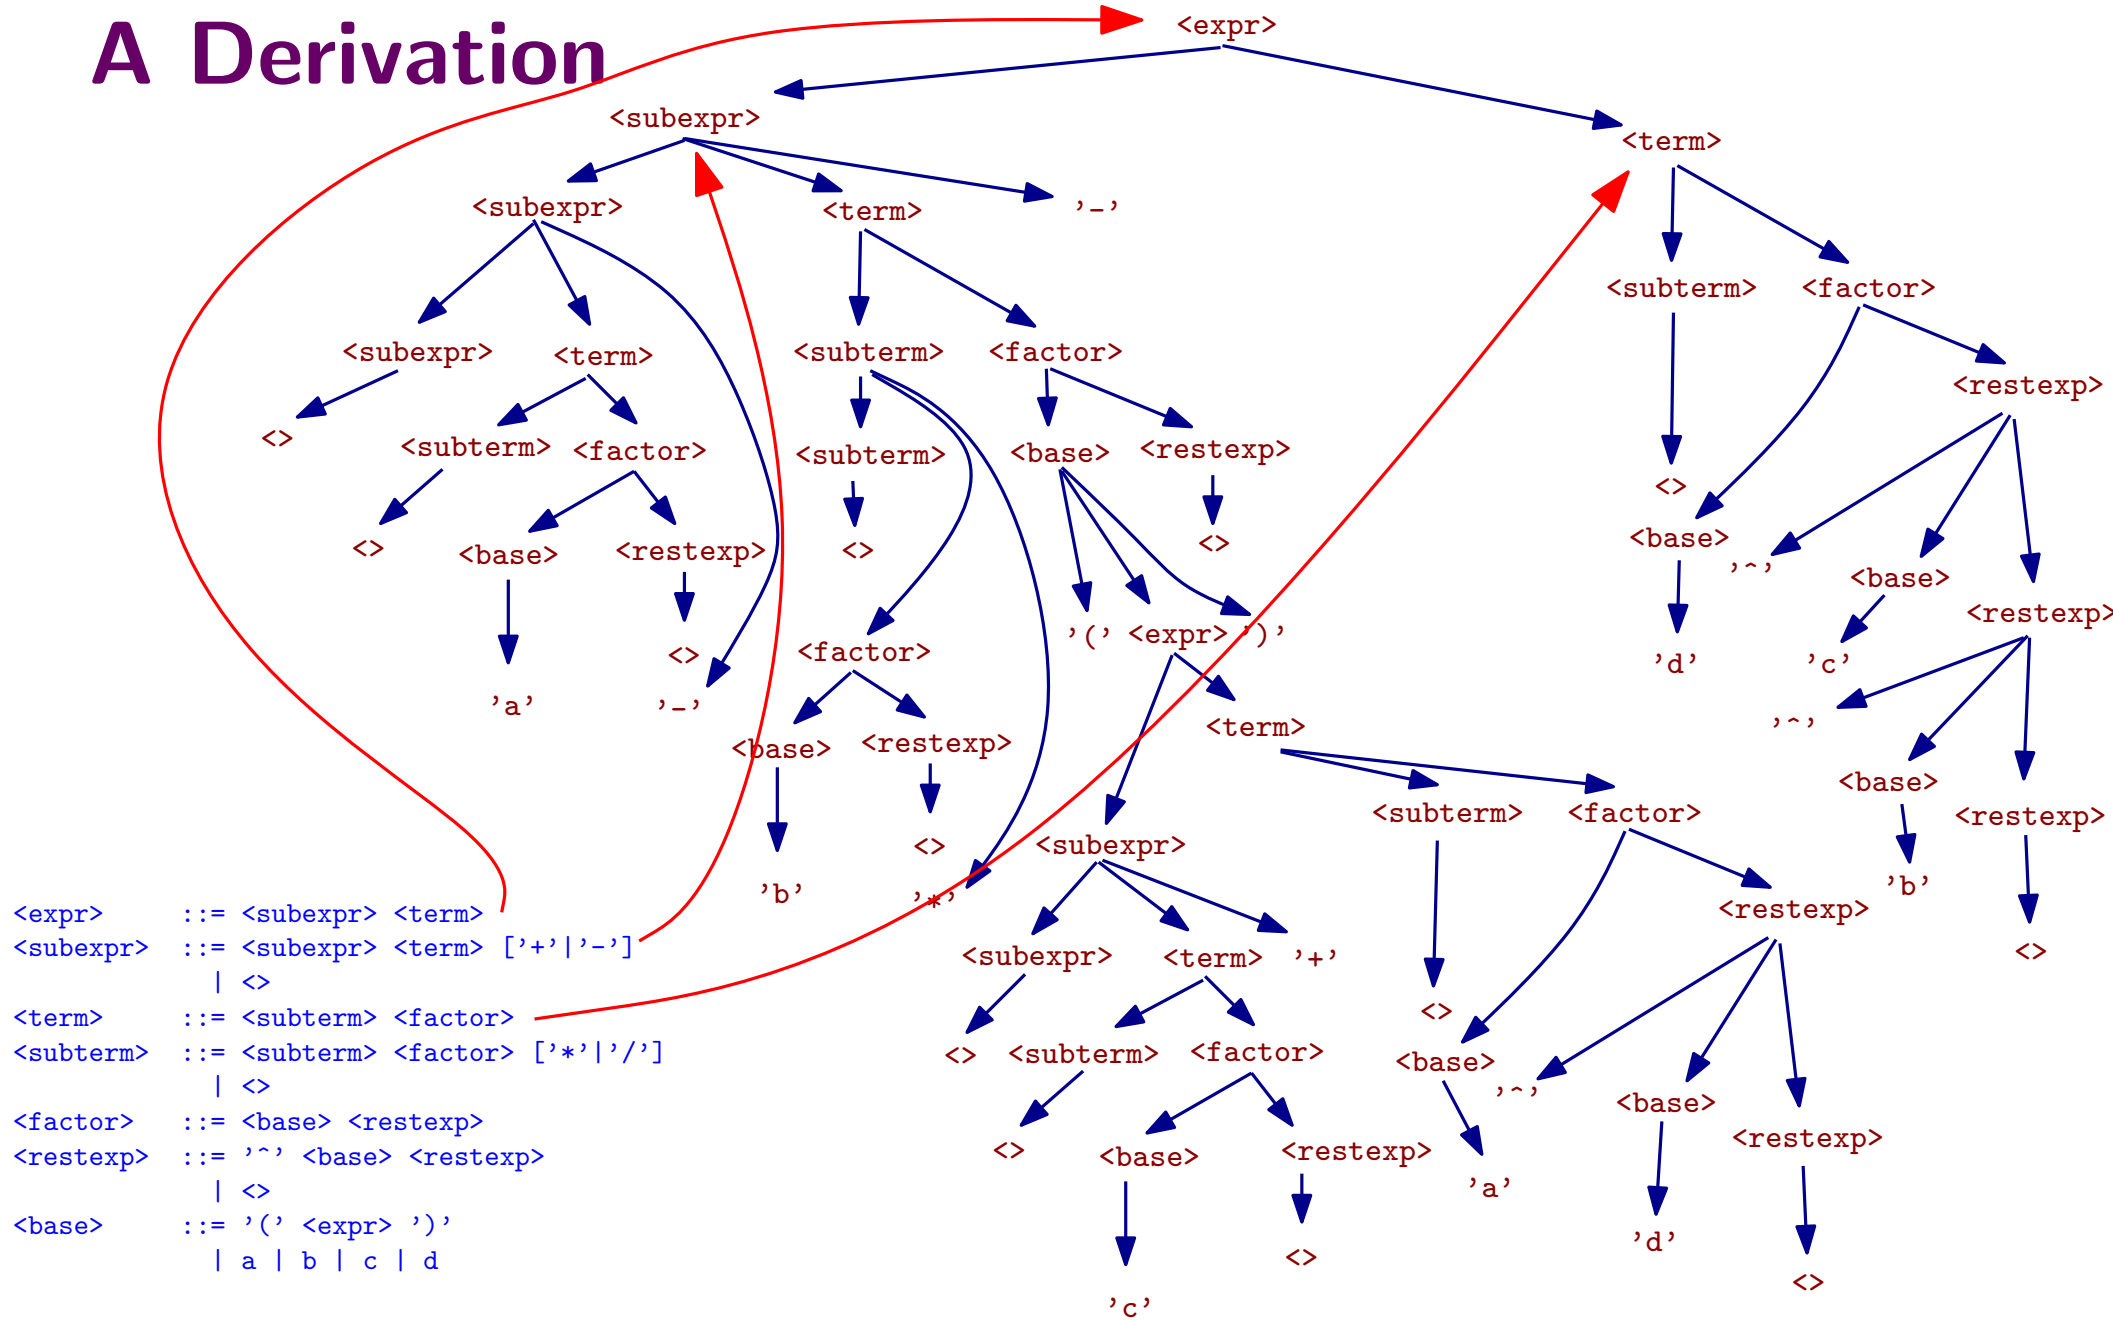 A Derivation
<expr>
<subexpr>
<term>
<subexpr>
<term>
’-’
<subterm>
<factor>
<subexpr>
<term>
<subterm>
<factor>
<restexp>
<>
<subterm>
<factor>
<subterm>
<base>
<restexp>
<>
<>
<base>
<restexp>
<>
<>
<base>
’^’
<base>
<restexp>
’(’ <expr> ’)’
<>
<factor>
’d’
’c’
’a’
’-’
<base>
<restexp>
<term>
’^’
<base>
<restexp>
<subterm>
<factor>
<>
<subexpr>
’b’
’*’
’b’
<restexp>
<>
<subexpr>
<term>
’+’
<>
<>
<subterm>
<factor>
<base>
’^’
<base>
<restexp>
<>
<base>
<restexp>
’a’
’d’
<>
<>
’c’
<expr> ::= <subexpr> <term>
<subexpr> ::= <subexpr> <term> [’+’|’-’]
| <>
<term> ::= <subterm> <factor>
<subterm> ::= <subterm> <factor> [’*’|’/’]
| <>
<factor> ::= <base> <restexp>
<restexp> ::= ’^’ <base> <restexp>
| <>
<base> ::= ’(’ <expr> ’)’
| a | b | c | d